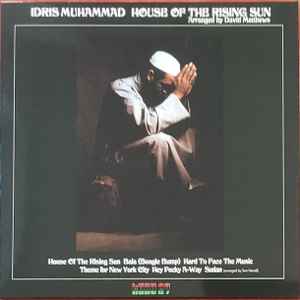 IDRIS MUHAMMAD HOUSE OF THE RISING SUN
Arranged by David Matthews
House Of The Rising Sun Baia (Boogie Bump) Hard To Face The Music
Theme for New York City Hey Pocky A-Way Sudan